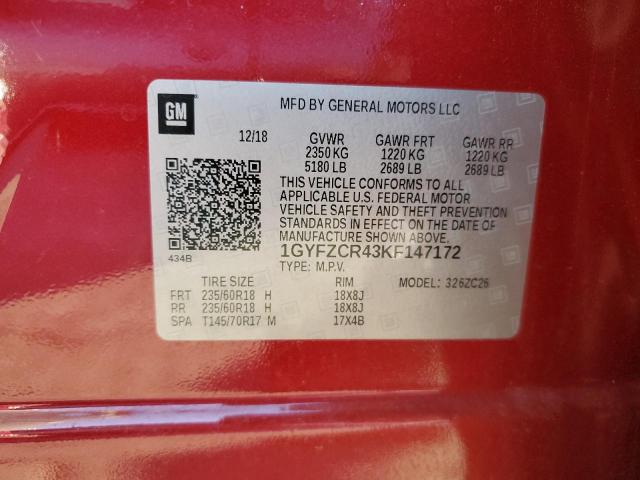 GM
MFD BY GENERAL MOTORS LLC
12/18 GVWR GAWR FRT GAWR RR
2350 KG 1220 KG 1220 KG
5180 LB 2689 LB 2689 LB
THIS VEHICLE CONFORMS TO ALL
APPLICABLE U.S. FEDERAL MOTOR
VEHICLE SAFETY AND THEFT PREVENTION
STANDARDS IN EFFECT ON THE DATE OF
MANUFACTURE SHOWN ABOVE.
434B 1GYFZCR43KF147172
TYPE: M.P.V.
TIRE SIZE RIM MODEL: 326ZC26
FRT 235/60R18 H 18X8J
RR 235/60R18 H 18X8J
SPA T145/70R17 M 17X4B